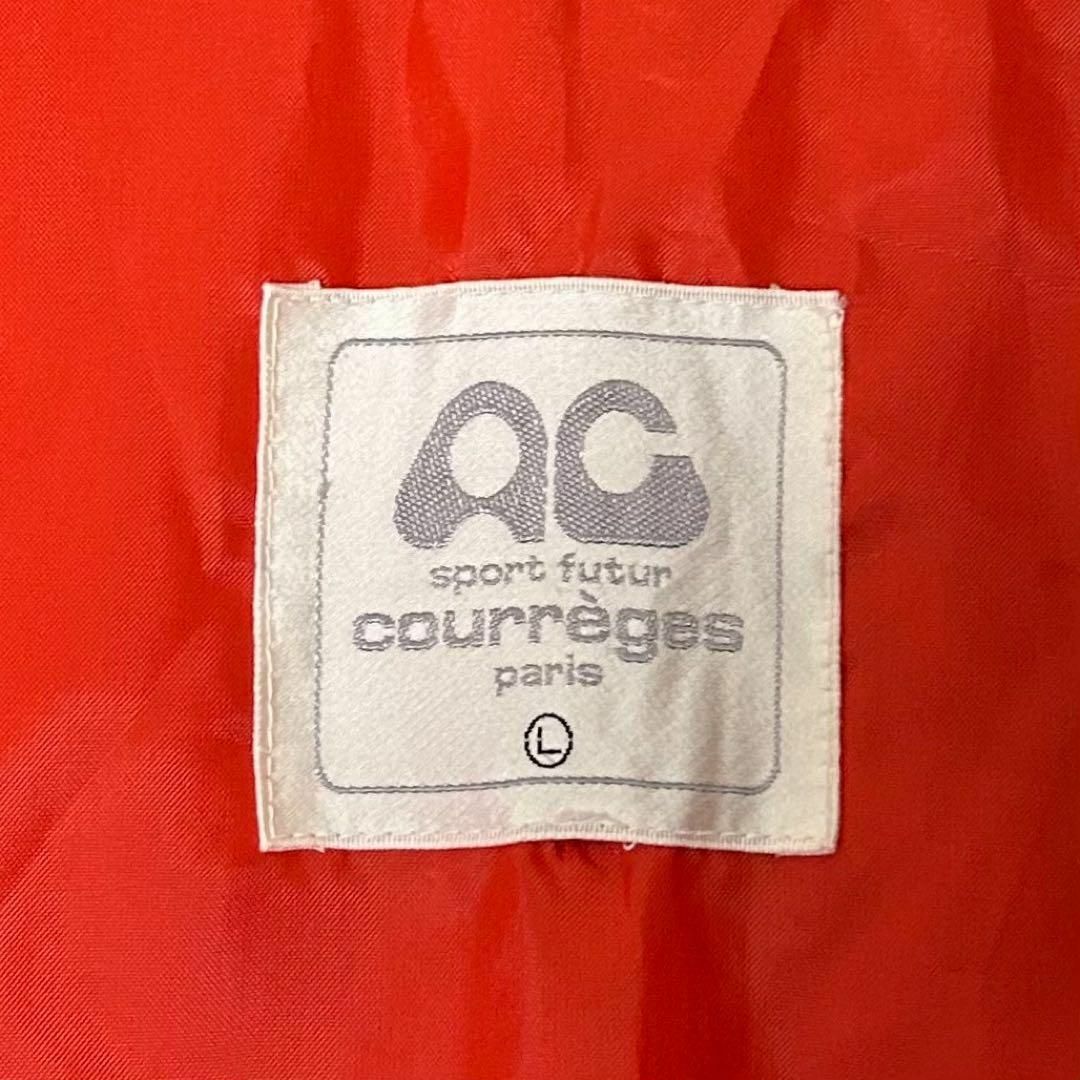 AC
sport futur
courrèges
paris
L